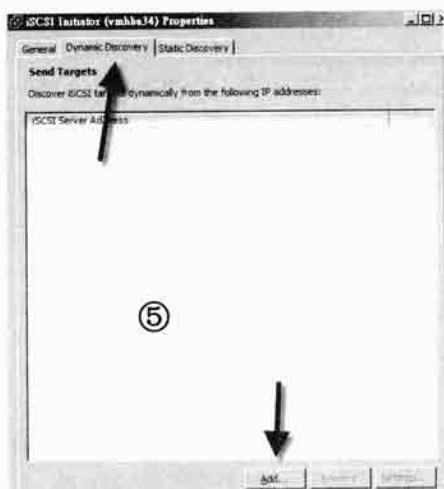 iSCSI Initiator (vmhba34) Properties
General Dynamic Discovery Static Discovery
Send Targets
Discover iSCSI targets dynamically from the following IP addresses:
iSCSI Server Address
⑤
Add...